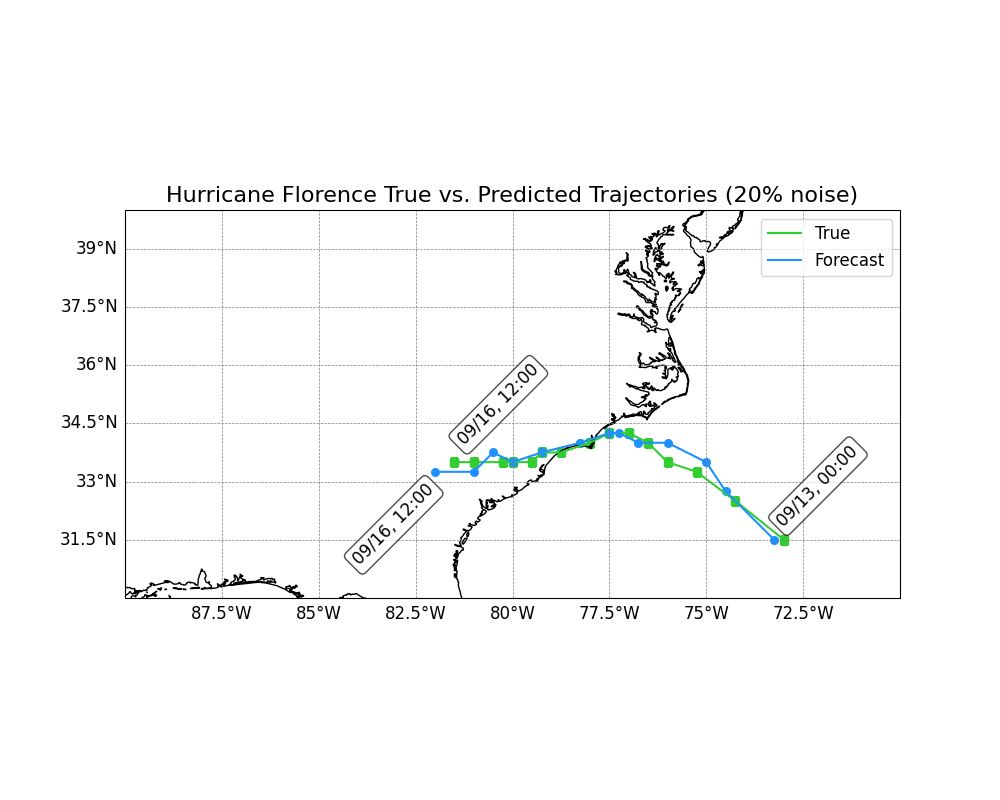 Hurricane Florence True vs. Predicted Trajectories (20% noise)
True
Forecast
39°N
37.5°N
36°N
34.5°N
33°N
31.5°N
09/16, 12:00
09/16, 12:00
09/13, 00:00
87.5°W
85°W
82.5°W
80°W
77.5°W
75°W
72.5°W